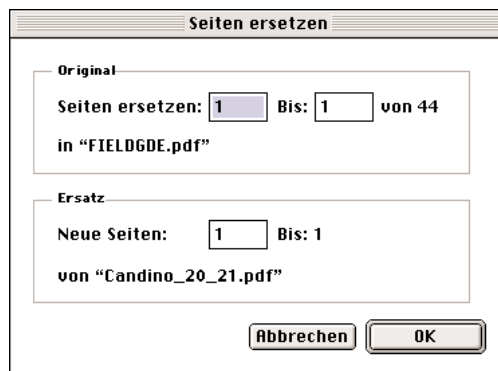 Seiten ersetzen
Original
Seiten ersetzen: 1 Bis: 1 von 44
in “FIELDGDE.pdf”
Ersatz
Neue Seiten: 1 Bis: 1
von “Candino_20_21.pdf”
Abbrechen OK